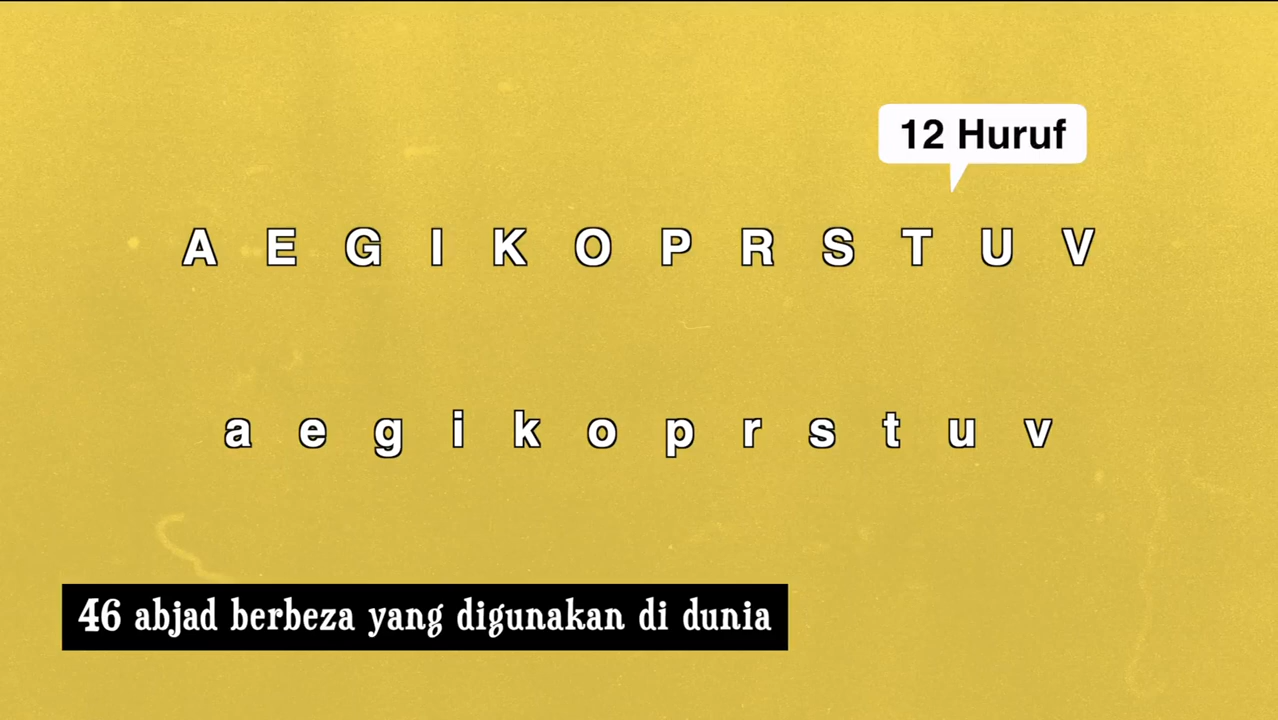 12 Huruf
A E G I K O P R S T U V
a e g i k o p r s t u v
46 abjad berbeza yang digunakan di dunia